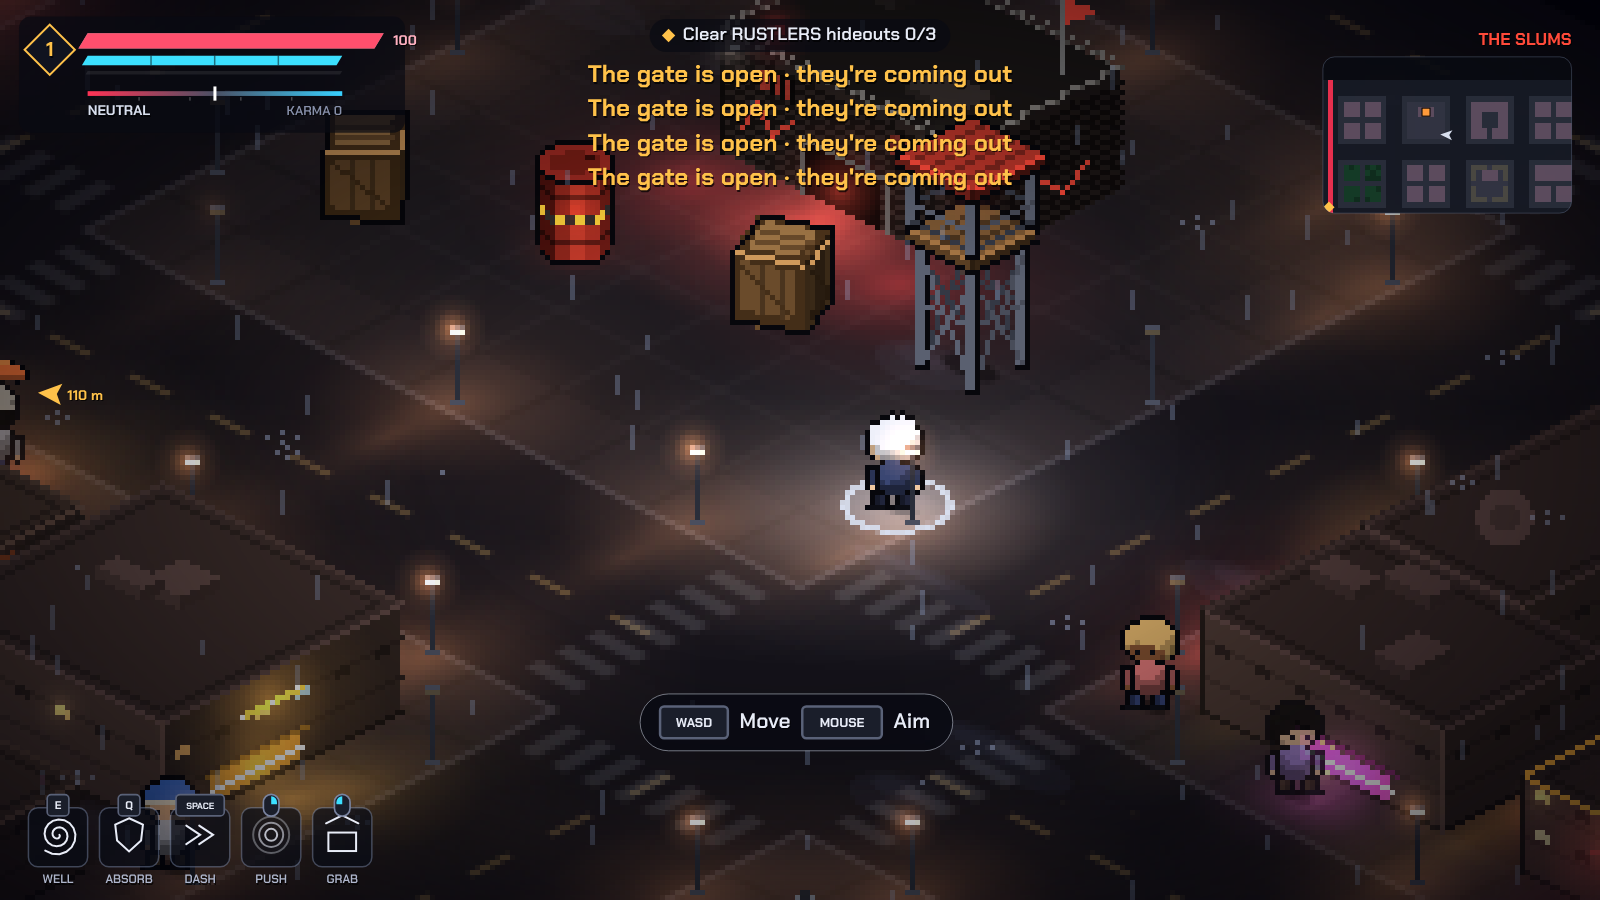 1
100
NEUTRAL
KARMA 0
Clear RUSTLERS hideouts 0/3
The gate is open · they're coming out
The gate is open · they're coming out
The gate is open · they're coming out
The gate is open · they're coming out
THE SLUMS
110 m
WASD Move MOUSE Aim
E
Q
SPACE
WELL
ABSORB
DASH
PUSH
GRAB